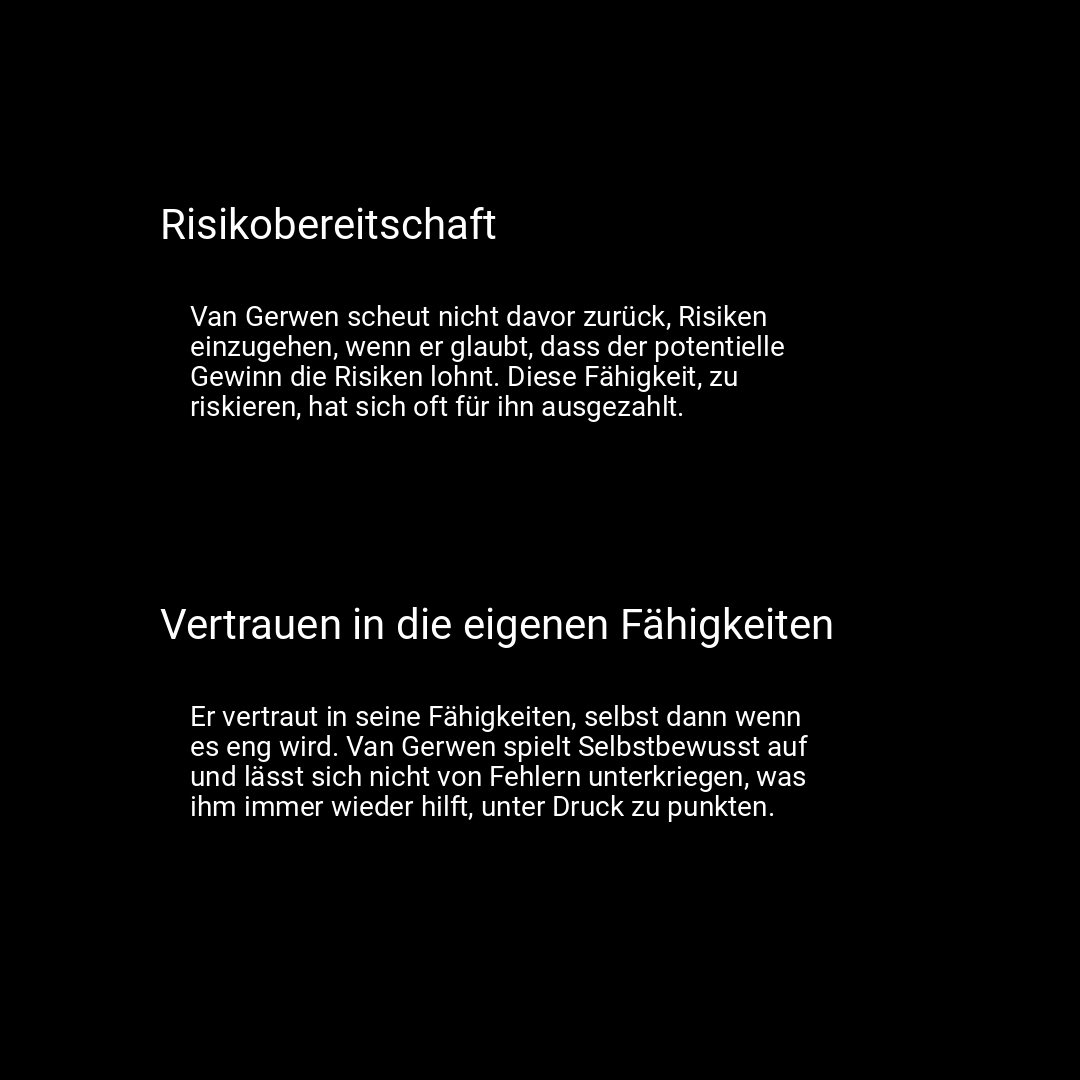 Risikobereitschaft
Van Gerwen scheut nicht davor zurück, Risiken
einzugehen, wenn er glaubt, dass der potentielle
Gewinn die Risiken lohnt. Diese Fähigkeit, zu
riskieren, hat sich oft für ihn ausgezahlt.
Vertrauen in die eigenen Fähigkeiten
Er vertraut in seine Fähigkeiten, selbst dann wenn
es eng wird. Van Gerwen spielt Selbstbewusst auf
und lässt sich nicht von Fehlern unterkriegen, was
ihm immer wieder hilft, unter Druck zu punkten.